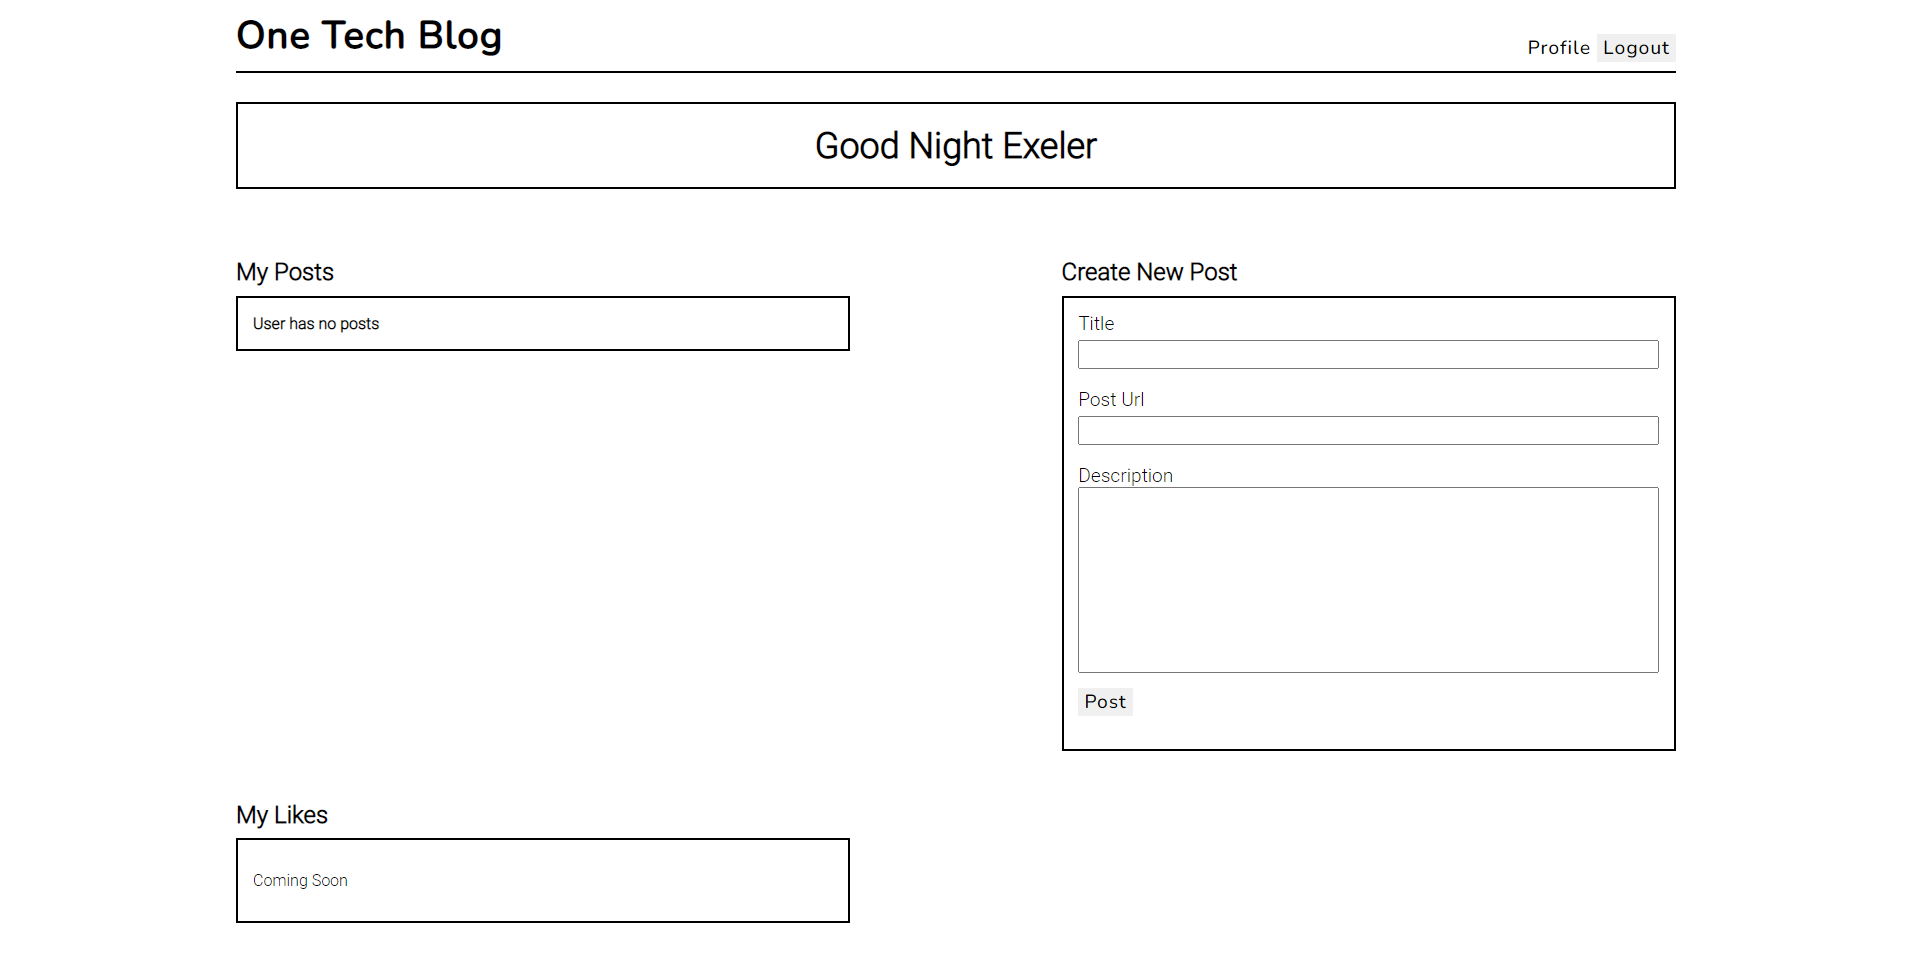 One Tech Blog
Profile Logout
Good Night Exeler
My Posts
User has no posts
Create New Post
Title
Post Url
Description
Post
My Likes
Coming Soon